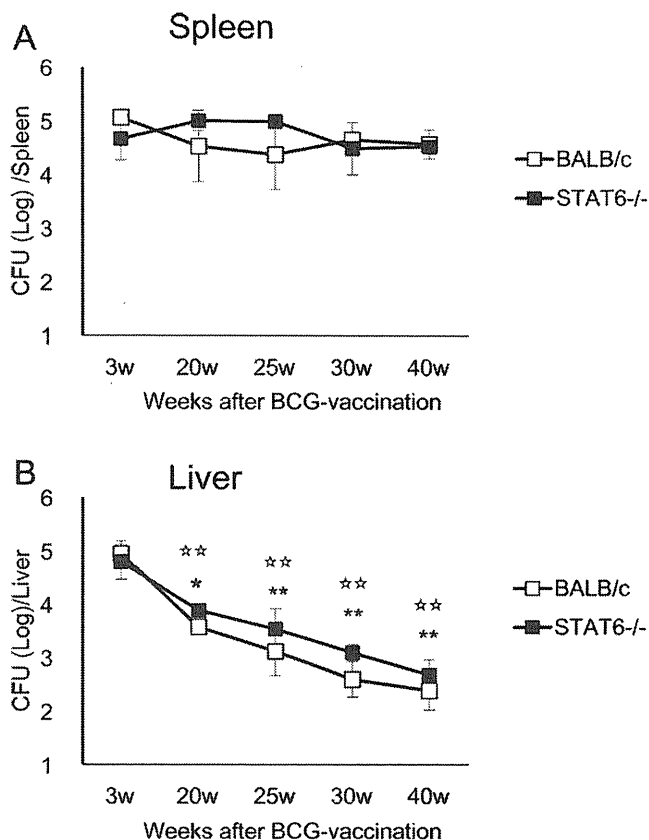 A
Spleen
6
5
4
3
2
1
CFU (Log) /Spleen
3w 20w 25w 30w 40w
Weeks after BCG-vaccination
BALB/c
STAT6-/-
B
Liver
6
5
4
3
2
1
CFU (Log)/Liver
☆☆ ☆☆ ☆☆ ☆☆
* ** ** **
3w 20w 25w 30w 40w
Weeks after BCG-vaccination
BALB/c
STAT6-/-